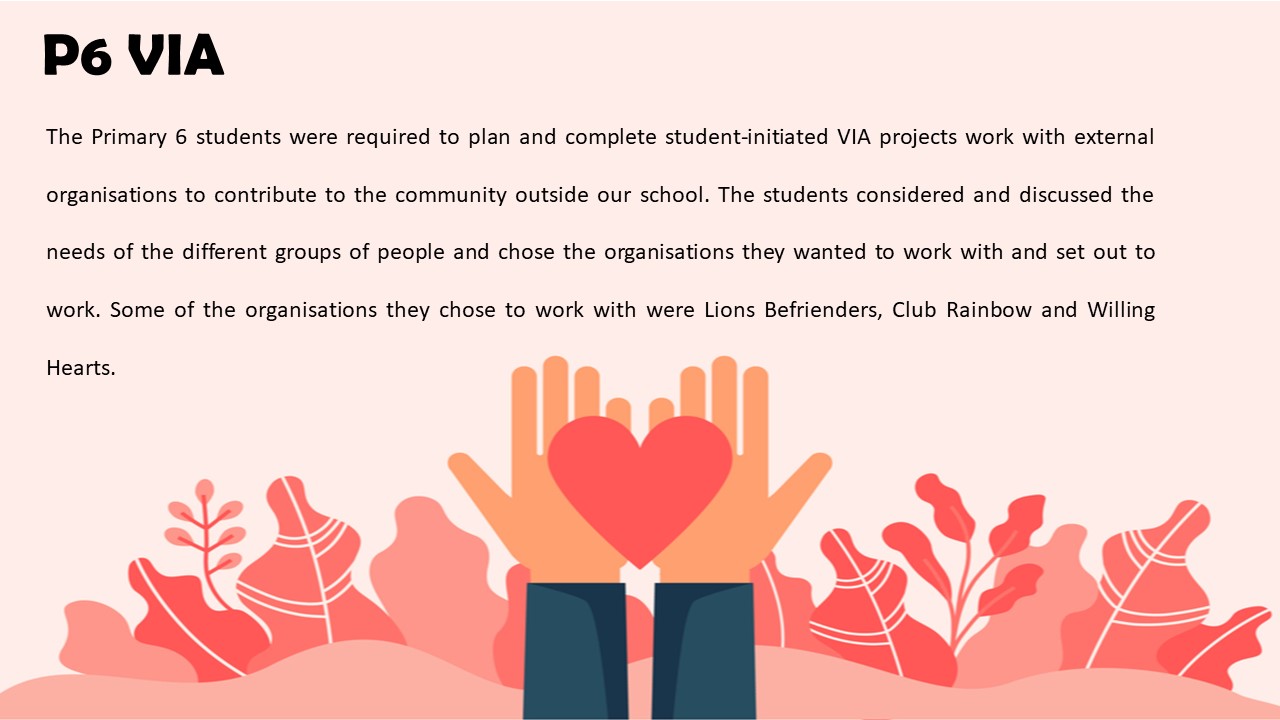 P6 VIA
The Primary 6 students were required to plan and complete student-initiated VIA projects work with external
organisations to contribute to the community outside our school. The students considered and discussed the
needs of the different groups of people and chose the organisations they wanted to work with and set out to
work. Some of the organisations they chose to work with were Lions Befrienders, Club Rainbow and Willing
Hearts.